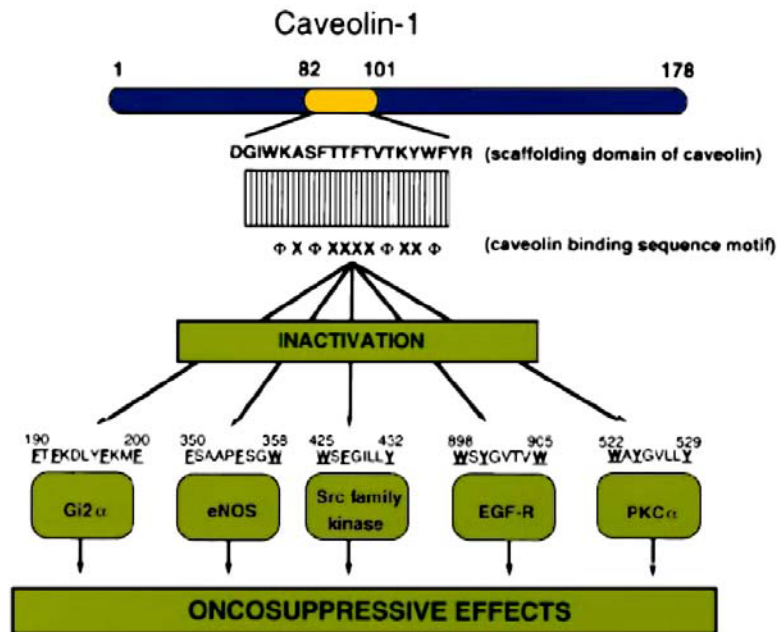 Caveolin-1
1 82 101 178
DGIWKASFTTFTVTKYWFYR (scaffolding domain of caveolin)
Φ X Φ XXXX Φ XX Φ (caveolin binding sequence motif)
INACTIVATION
190 200 350 358 425 432 898 905 522 529
FTFKDLYFKMF FSAAPFSGW WSFGILLY WSYGVTVW WAYGVLLY
Gi2α eNOS Src family kinase EGF-R PKCα
ONCOSUPPRESSIVE EFFECTS